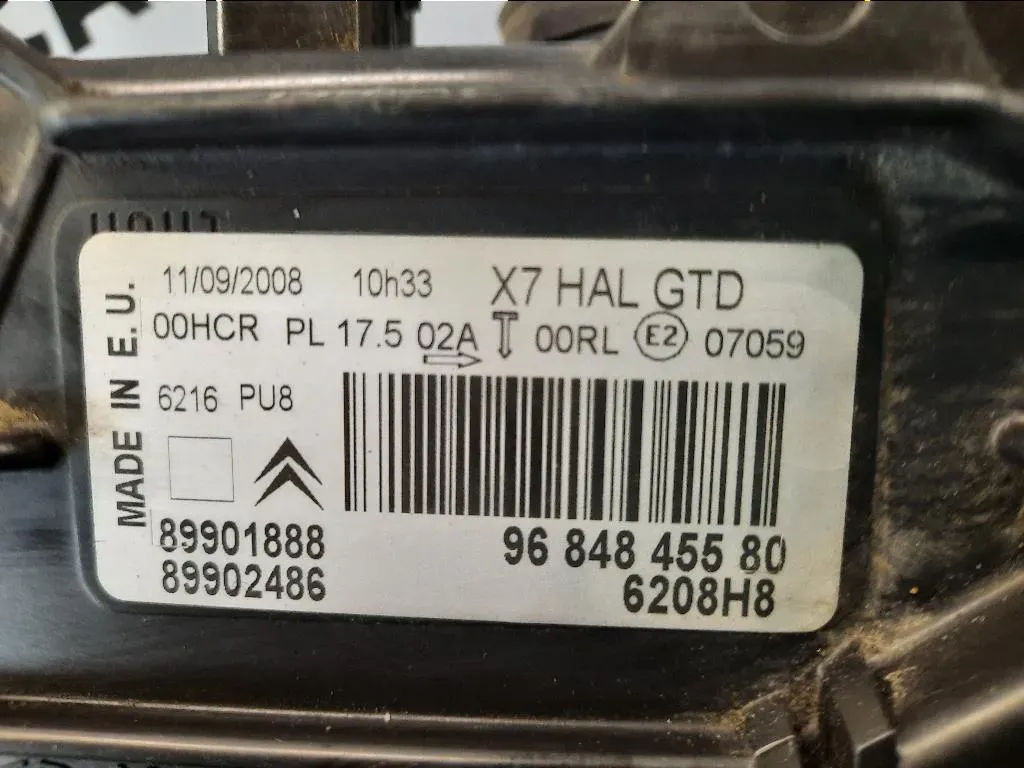 11/09/2008 10h33 X7 HAL GTD
00HCR PL 17.5 02A 00RL E2 07059
6216 PU8
MADE IN E.U.
89901888 96 848 455 80
89902486 6208H8